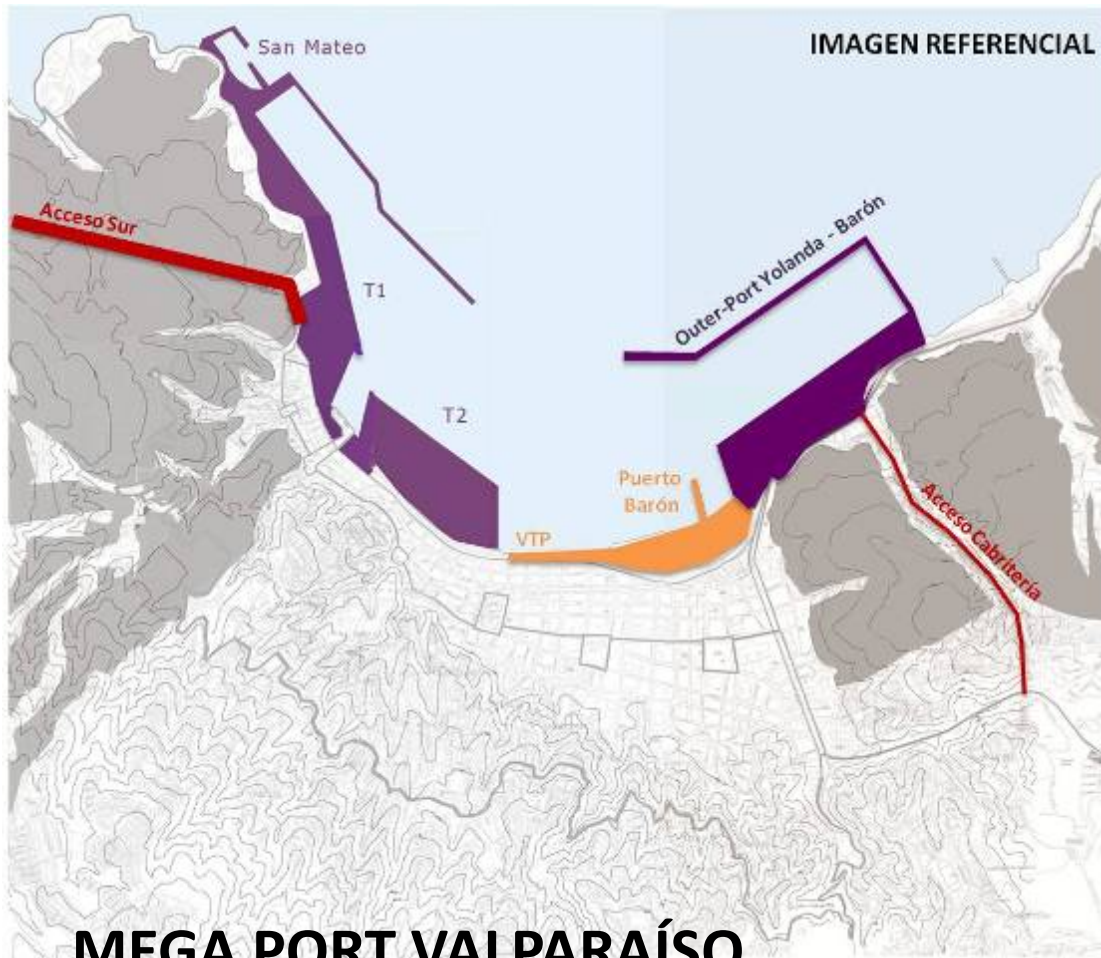 San Mateo
IMAGEN REFERENCIAL
Acceso Sur
T1
Outer-Port Yolanda - Barón
T2
Puerto
Barón
VTP
Acceso Cabritería
MEGA PORT VALPARAÍSO